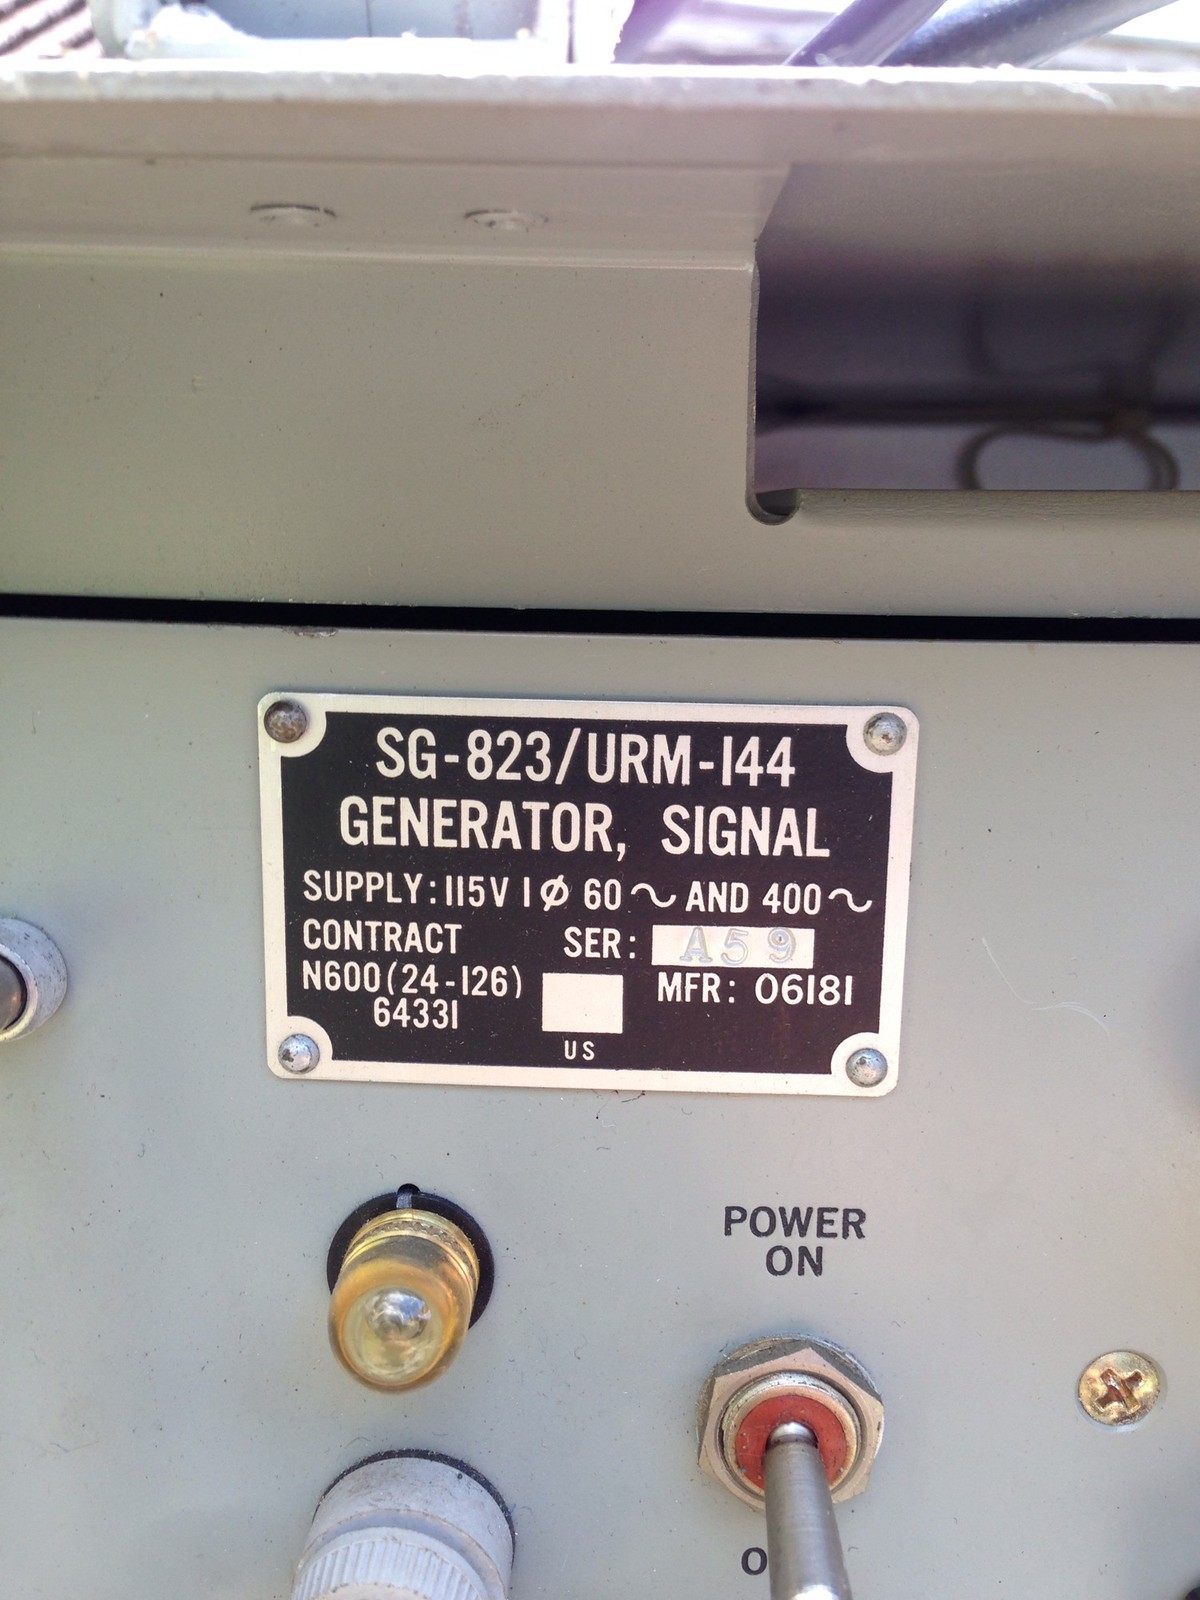 SG-823/URM-144
GENERATOR, SIGNAL
SUPPLY: 115V 1Ø 60~ AND 400~
CONTRACT SER: A59
N600(24-126) MFR: 06181
64331
US
POWER
ON